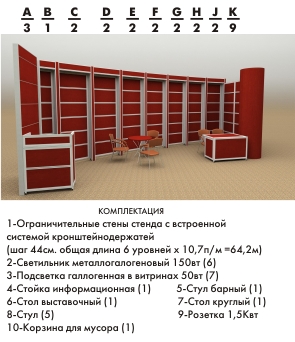 A B C D E F G H J K
3 1 2 2 2 2 2 2 2 9
КОМПЛЕКТАЦИЯ
1-Ограничительные стены стенда с встроенной
системой кронштейнодержатей
(шаг 44см. общая длина 6 уровней х 10,7п/м =64,2м)
2-Светильник металлогалогеновый 150вт (6)
3-Подсветка галлогенная в витринах 50вт (7)
4-Стойка информационная (1) 5-Стул барный (1)
6-Стол выставочный (1) 7-Стол круглый (1)
8-Стул (5) 9-Розетка 1,5Квт
10-Корзина для мусора (1)